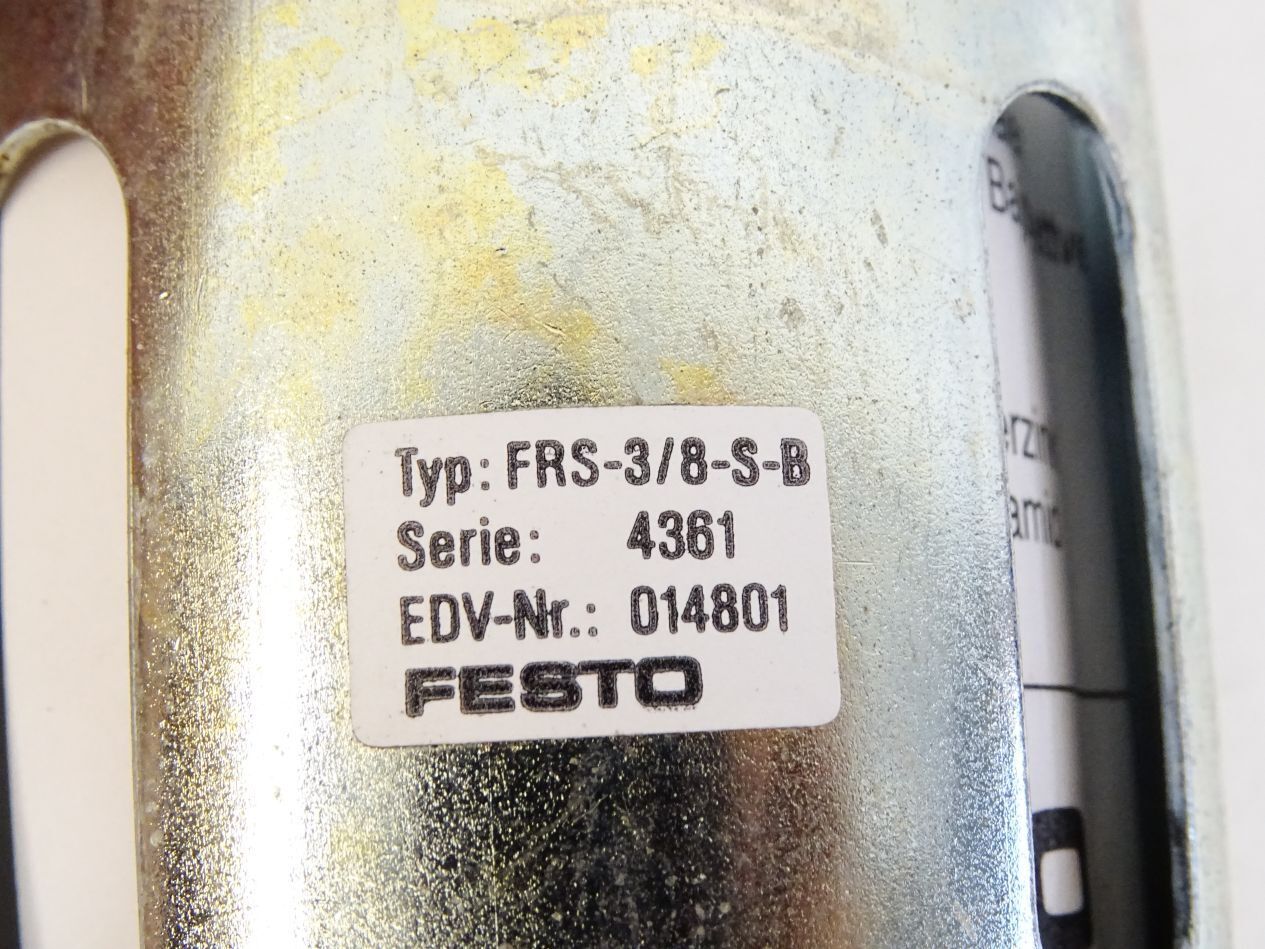 Typ: FRS-3/8-S-B
Serie: 4361
EDV-Nr.: 014801
FESTO